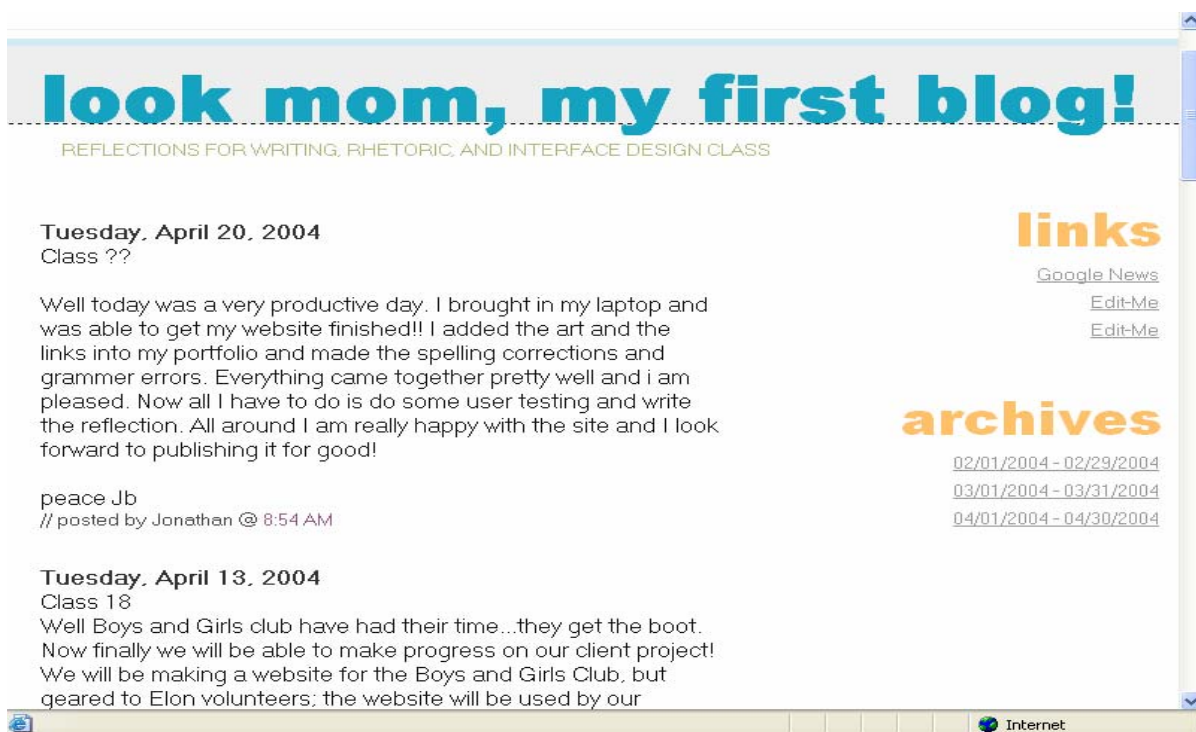 look mom, my first blog!
REFLECTIONS FOR WRITING, RHETORIC, AND INTERFACE DESIGN CLASS
Tuesday, April 20, 2004
Class ??
Well today was a very productive day. I brought in my laptop and
was able to get my website finished!! I added the art and the
links into my portfolio and made the spelling corrections and
grammer errors. Everything came together pretty well and i am
pleased. Now all I have to do is do some user testing and write
the reflection. All around I am really happy with the site and I look
forward to publishing it for good!
peace Jb
// posted by Jonathan @ 8:54 AM
Tuesday, April 13, 2004
Class 18
Well Boys and Girls club have had their time...they get the boot.
Now finally we will be able to make progress on our client project!
We will be making a website for the Boys and Girls Club, but
geared to Elon volunteers; the website will be used by our
links
Google News
Edit-Me
Edit-Me
archives
02/01/2004 - 02/29/2004
03/01/2004 - 03/31/2004
04/01/2004 - 04/30/2004
Internet